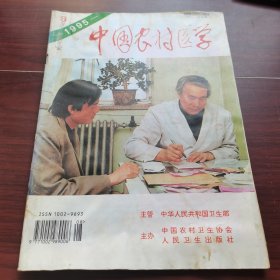 9
1995
中国农村医学
ISSN 1002-9695
主管 中华人民共和国卫生部
主办 中国农村卫生协会
人民卫生出版社